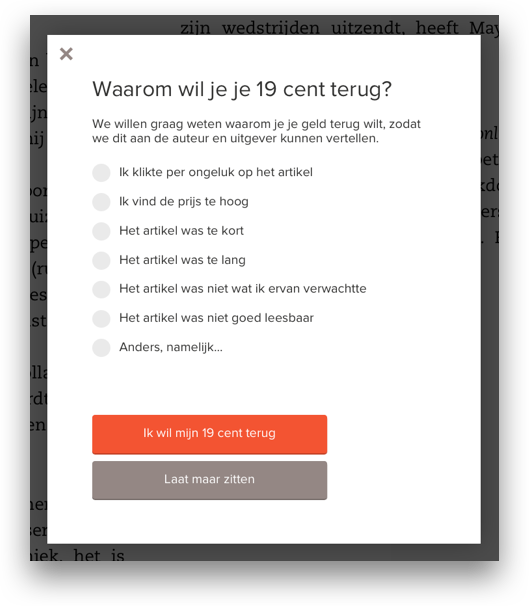 zijn wedstrijden uitzendt, heeft
Waarom wil je je 19 cent terug?
We willen graag weten waarom je je geld terug wilt, zodat
we dit aan de auteur en uitgever kunnen vertellen.
Ik klikte per ongeluk op het artikel
Ik vind de prijs te hoog
Het artikel was te kort
Het artikel was te lang
Het artikel was niet wat ik ervan verwachtte
Het artikel was niet goed leesbaar
Anders, namelijk...
Ik wil mijn 19 cent terug
Laat maar zitten
het is